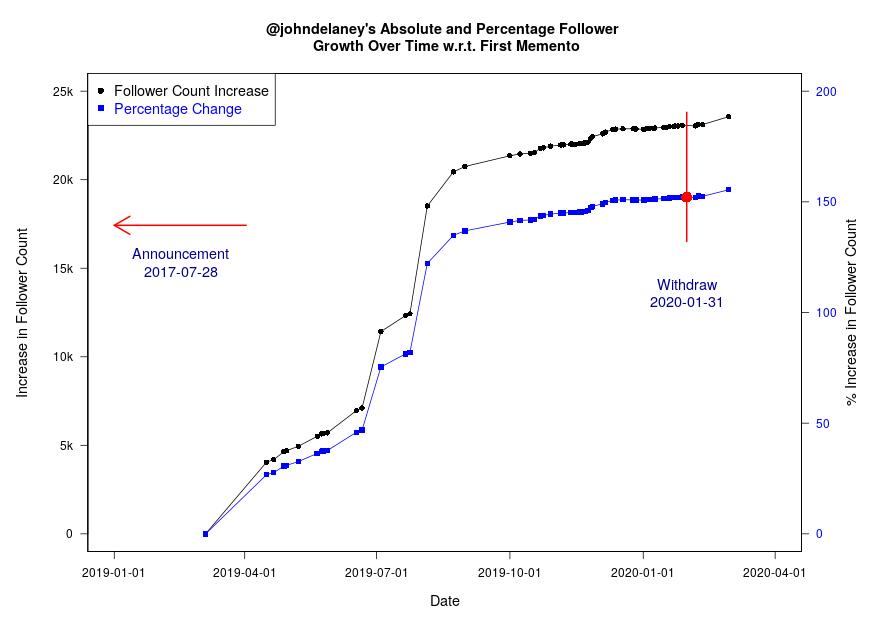 @johndelaney's Absolute and Percentage Follower
Growth Over Time w.r.t. First Memento
Follower Count Increase
Percentage Change
25k
20k
15k
10k
5k
0
Increase in Follower Count
200
150
100
50
0
% Increase in Follower Count
Announcement
2017-07-28
Withdraw
2020-01-31
2019-01-01
2019-04-01
2019-07-01
2019-10-01
2020-01-01
2020-04-01
Date